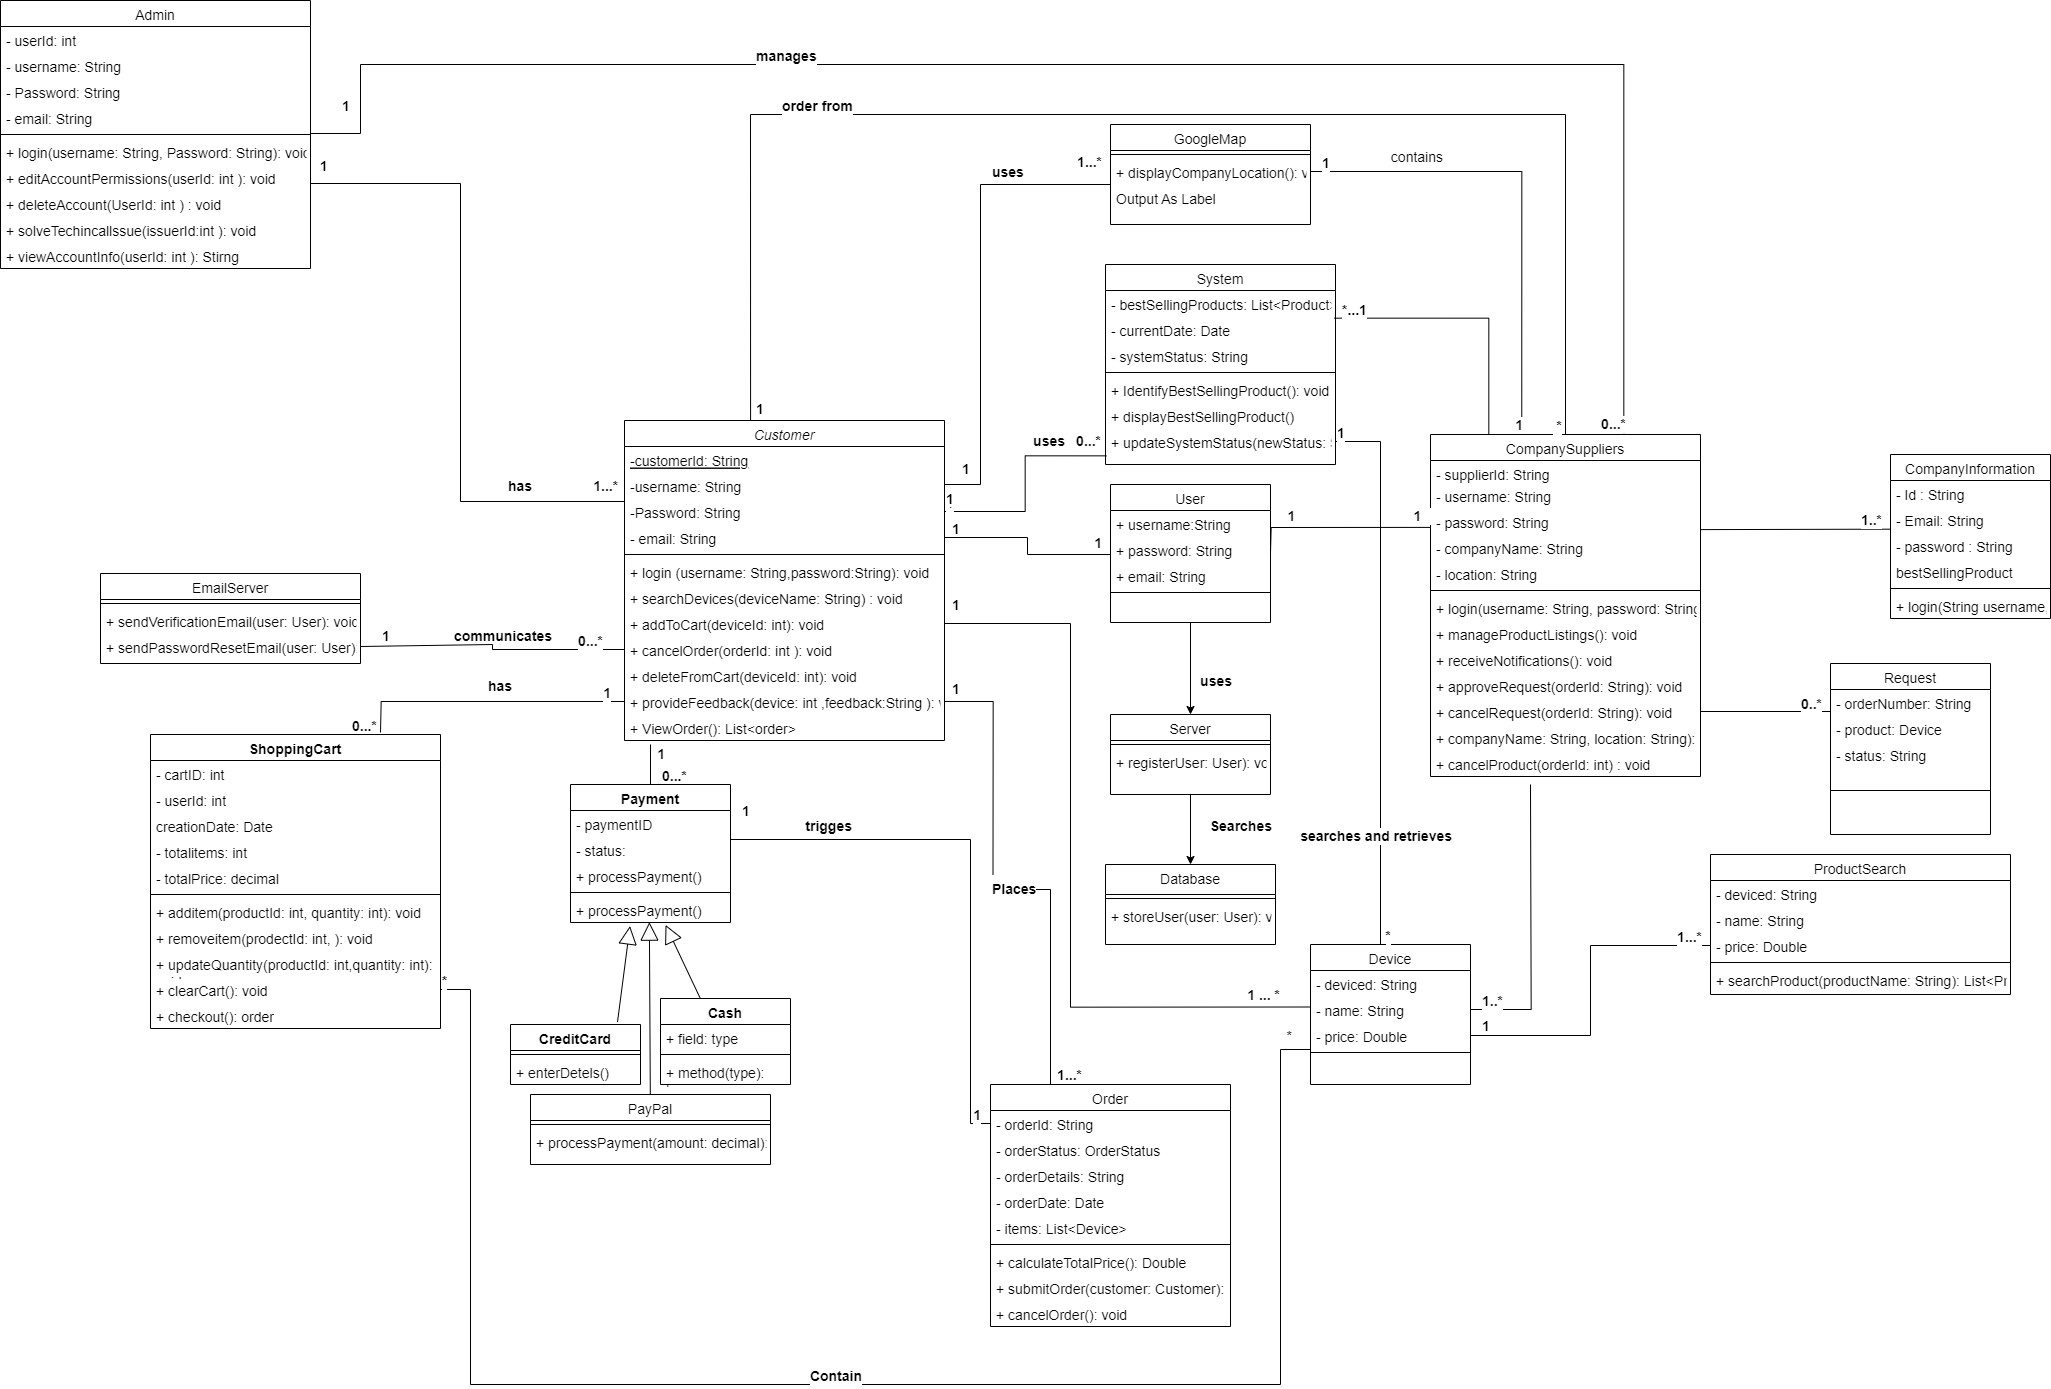 Admin
- userId: int
- username: String
- Password: String
- email: String
+ login(username: String, Password: String): voic
+ editAccountPermissions(userId: int ): void
+ deleteAccount(UserId: int ) : void
+ solveTechincalIssue(issuerId:int ): void
+ viewAccountInfo(userId: int ): Stirng
1
manages
0...*
1
has
1...*
order from
1
*
GoogleMap
+ displayCompanyLocation(): v
Output As Label
1...*
uses
1
1
contains
1
System
- bestSellingProducts: List<Product>
- currentDate: Date
- systemStatus: String
+ IdentifyBestSellingProduct(): void
+ displayBestSellingProduct()
+ updateSystemStatus(newStatus: S
*...1
1
uses
0...*
1
Customer
-customerId: String
-username: String
-Password: String
- email: String
+ login (username: String,password:String): void
+ searchDevices(deviceName: String) : void
+ addToCart(deviceId: int): void
+ cancelOrder(orderId: int ): void
+ deleteFromCart(deviceId: int): void
+ provideFeedback(device: int ,feedback:String ): v
+ ViewOrder(): List<order>
User
+ username:String
+ password: String
+ email: String
1
1
1
1
CompanySuppliers
- supplierId: String
- username: String
- password: String
- companyName: String
- location: String
+ login(username: String, password: String
+ manageProductListings(): void
+ receiveNotifications(): void
+ approveRequest(orderId: String): void
+ cancelRequest(orderId: String): void
+ companyName: String, location: String):
+ cancelProduct(orderId: int) : void
CompanyInformation
- Id : String
- Email: String
- password : String
bestSellingProduct
+ login(String username,
1..*
EmailServer
+ sendVerificationEmail(user: User): voic
+ sendPasswordResetEmail(user: User)
1
communicates
0...*
has
1
0...*
1
1
uses
Server
+ registerUser: User): vc
Searches
Database
+ storeUser(user: User): v
Request
- orderNumber: String
- product: Device
- status: String
0..*
ShoppingCart
- cartID: int
- userId: int
creationDate: Date
- totalitems: int
- totalPrice: decimal
+ additem(productId: int, quantity: int): void
+ removeitem(prodectId: int, ): void
+ updateQuantity(productId: int,quantity: int):
+ clearCart(): void
+ checkout(): order
*
1
0...*
Payment
- paymentID
- status:
+ processPayment()
+ processPayment()
1
trigges
1
Places
1...*
searches and retrieves
*
1 ... *
*
Device
- deviced: String
- name: String
- price: Double
1..*
1
1...*
ProductSearch
- deviced: String
- name: String
- price: Double
+ searchProduct(productName: String): List<Pr
CreditCard
+ enterDetels()
Cash
+ field: type
+ method(type):
PayPal
+ processPayment(amount: decimal):
Order
- orderId: String
- orderStatus: OrderStatus
- orderDetails: String
- orderDate: Date
- items: List<Device>
+ calculateTotalPrice(): Double
+ submitOrder(customer: Customer):
+ cancelOrder(): void
Contain